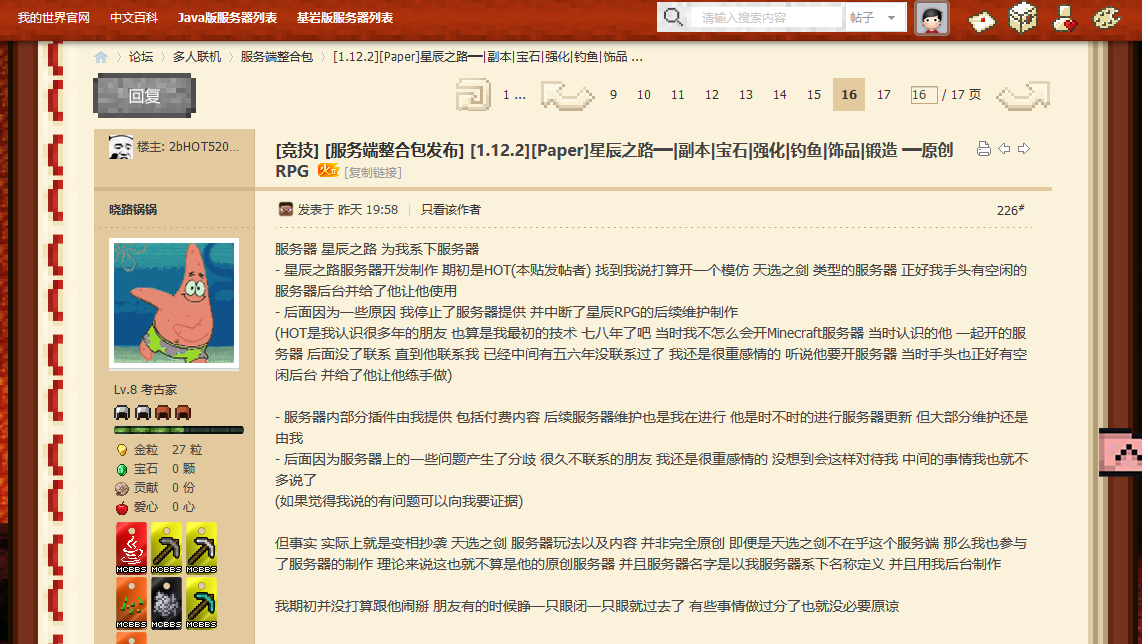 我的世界官网 中文百科 Java版服务器列表 基岩版服务器列表 请输入搜索内容 帖子
论坛 多人联机 服务端整合包 [1.12.2][Paper]星辰之路━━|副本|宝石|强化|钓鱼|饰品 ...
回复 1 ... 9 10 11 12 13 14 15 16 17 16 / 17 页
楼主: 2bHOT520...
[竞技] [服务端整合包发布] [1.12.2][Paper]星辰之路━━|副本|宝石|强化|钓鱼|饰品|锻造 ━━原创
RPG 火 [复制链接]
晓路锅锅
发表于 昨天 19:58 只看该作者 226#
服务器 星辰之路 为我系下服务器
- 星辰之路服务器开发制作 期初是HOT(本贴发帖者) 找到我说打算开一个模仿 天选之剑 类型的服务器 正好我手头有空闲的
服务器后台并给了他让他使用
- 后面因为一些原因 我停止了服务器提供 并中断了星辰RPG的后续维护制作
(HOT是我认识很多年的朋友 也算是我最初的技术 七八年了吧 当时我不怎么会开Minecraft服务器 当时认识的他 一起开的服
务器 后面没了联系 直到他联系我 已经中间有五六年没联系过了 我还是很重感情的 听说他要开服务器 当时手头也正好有空
闲后台 并给了他让他练手做)
- 服务器内部分插件由我提供 包括付费内容 后续服务器维护也是我在进行 他是时不时的进行服务器更新 但大部分维护还是
由我
- 后面因为服务器上的一些问题产生了分歧 很久不联系的朋友 我还是很重感情的 没想到会这样对待我 中间的事情我也就不
多说了
(如果觉得我说的有问题可以向我要证据)
但事实 实际上就是变相抄袭 天选之剑 服务器玩法以及内容 并非完全原创 即便是天选之剑不在乎这个服务端 那么我也参与
了服务器的制作 理论来说这也就不算是他的原创服务器 并且服务器名字是以我服务器系下名称定义 并且用我后台制作
我期初并没打算跟他闹掰 朋友有的时候睁一只眼闭一只眼就过去了 有些事情做过分了也就没必要原谅
Lv.8 考古家
金粒 27 粒
宝石 0 颗
贡献 0 份
爱心 0 心
MCBBS MCBBS MCBBS
MCBBS MCBBS MCBBS